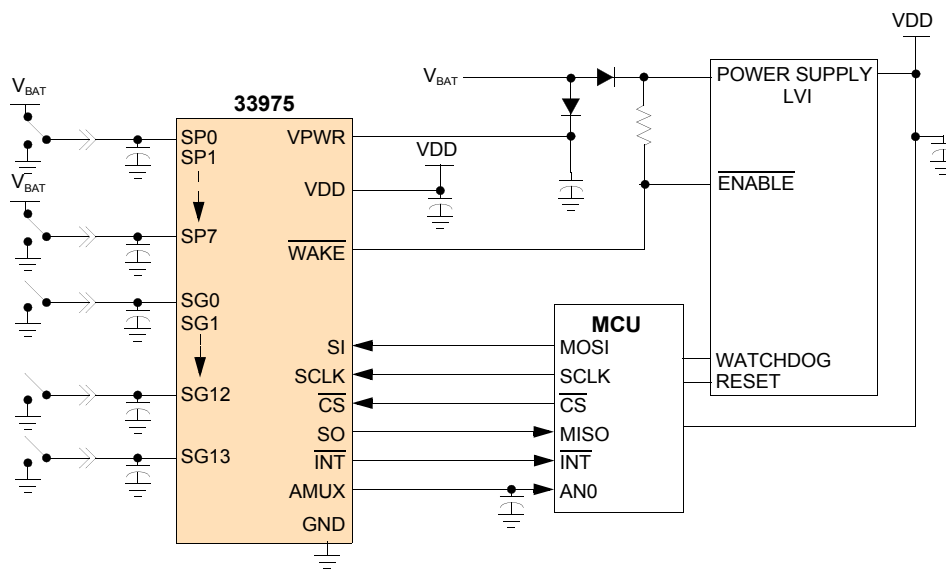 VDD
V_BAT
POWER SUPPLY
LVI
V_BAT
33975
SP0
SP1
VPWR
VDD
VDD
ENABLE
V_BAT
SP7
WAKE
SG0
SG1
MCU
SI
MOSI
WATCHDOG
SCLK
SCLK
RESET
SG12
CS
CS
SO
MISO
SG13
INT
INT
AMUX
AN0
GND